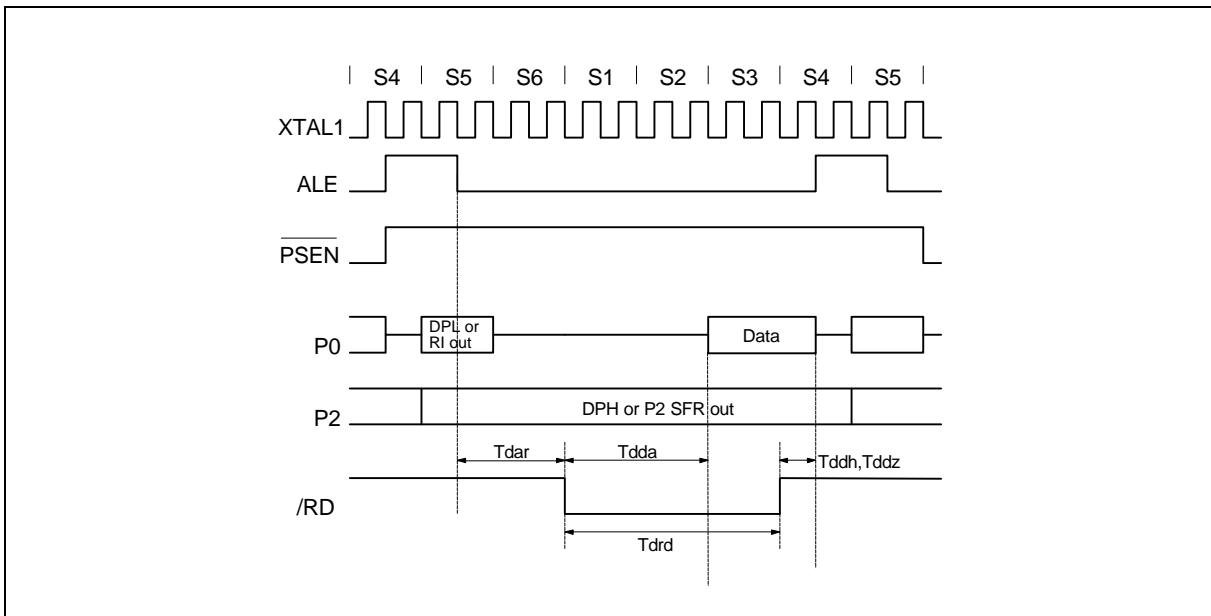 S4 S5 S6 S1 S2 S3 S4 S5
XTAL1
ALE
PSEN
P0
DPL or
RI out
Data
P2
DPH or P2 SFR out
Tdar
Tdda
Tddh,Tddz
/RD
Tdrd